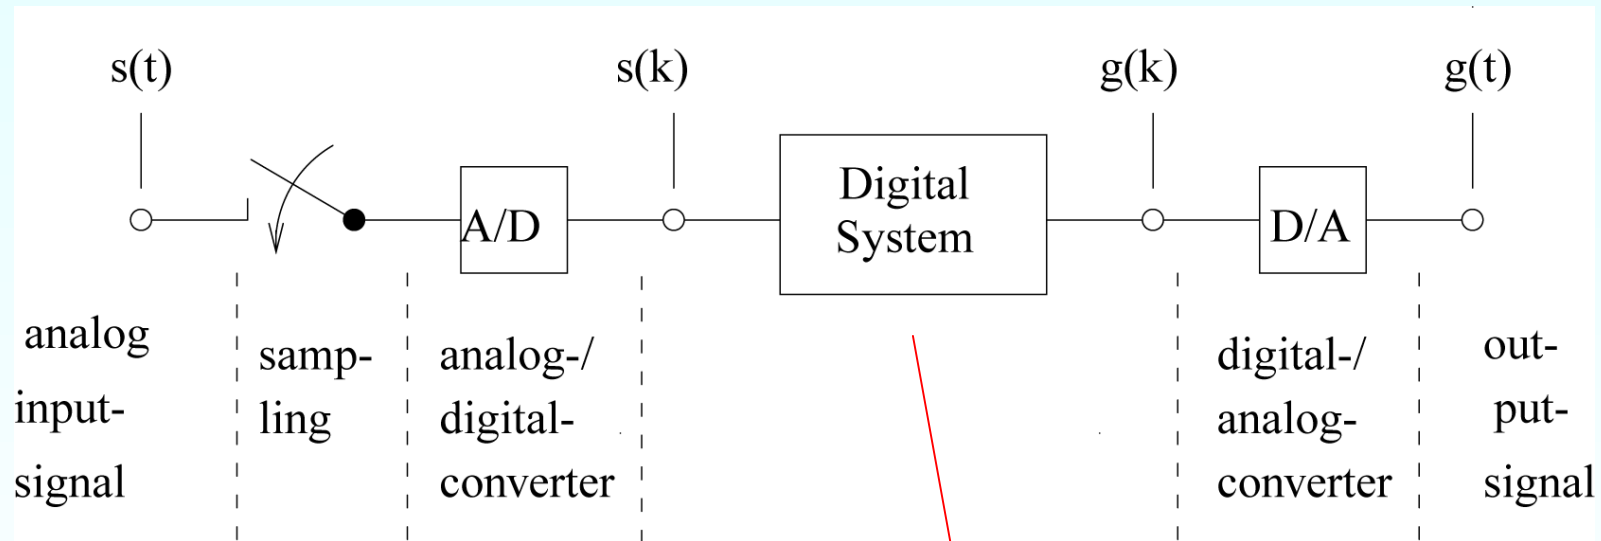 s(t)
s(k)
g(k)
g(t)
A/D
Digital
System
D/A
analog
input-
signal
samp-
ling
analog-/
digital-
converter
digital-/
analog-
converter
out-
put-
signal